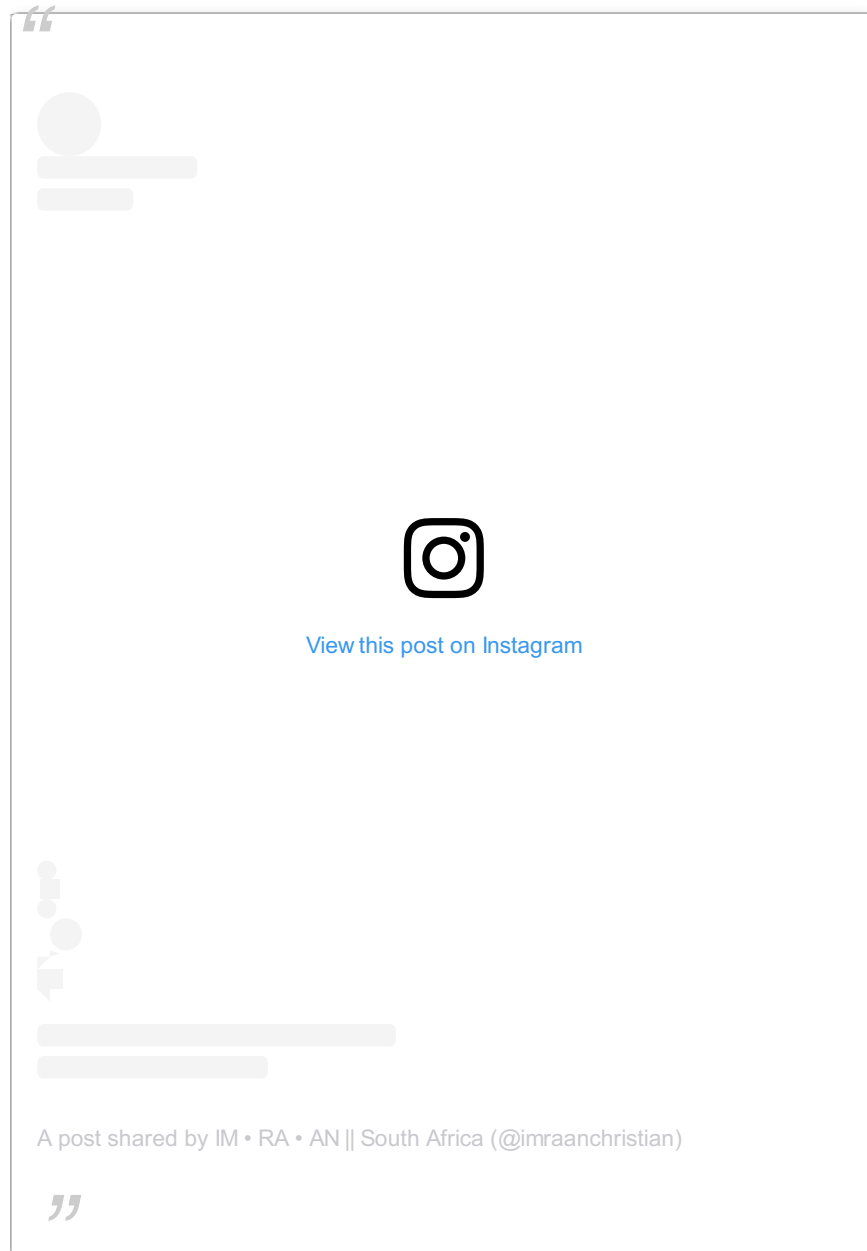 “
View this post on Instagram
A post shared by IM • RA • AN || South Africa (@imraanchristian)
”